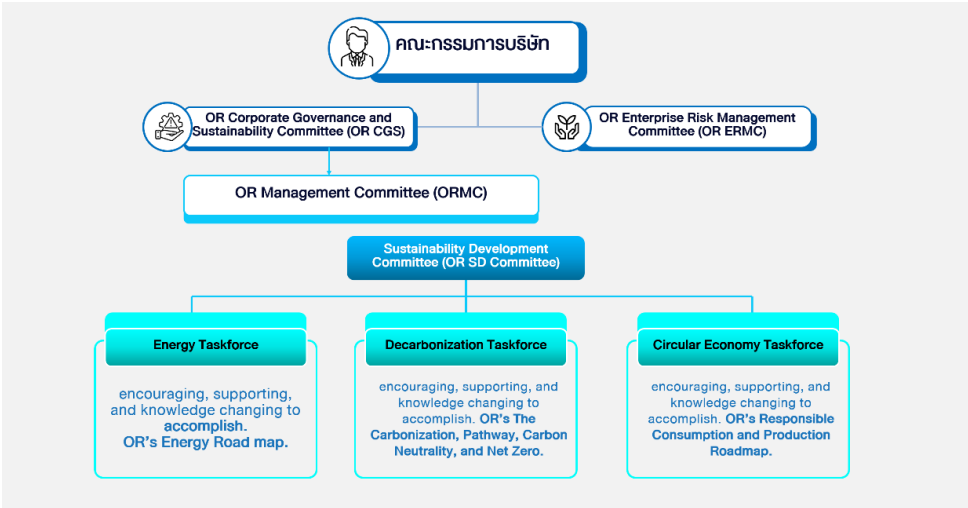 คณะกรรมการบริษัท
OR Corporate Governance and
Sustainability Committee (OR CGS)
OR Enterprise Risk Management
Committee (OR ERMC)
OR Management Committee (ORMC)
Sustainability Development
Committee (OR SD Committee)
Energy Taskforce
encouraging, supporting,
and knowledge changing to
accomplish.
OR's Energy Road map.
Decarbonization Taskforce
encouraging, supporting, and
knowledge changing to
accomplish. OR's The
Carbonization, Pathway, Carbon
Neutrality, and Net Zero.
Circular Economy Taskforce
encouraging, supporting, and
knowledge changing to
accomplish. OR's Responsible
Consumption and Production
Roadmap.